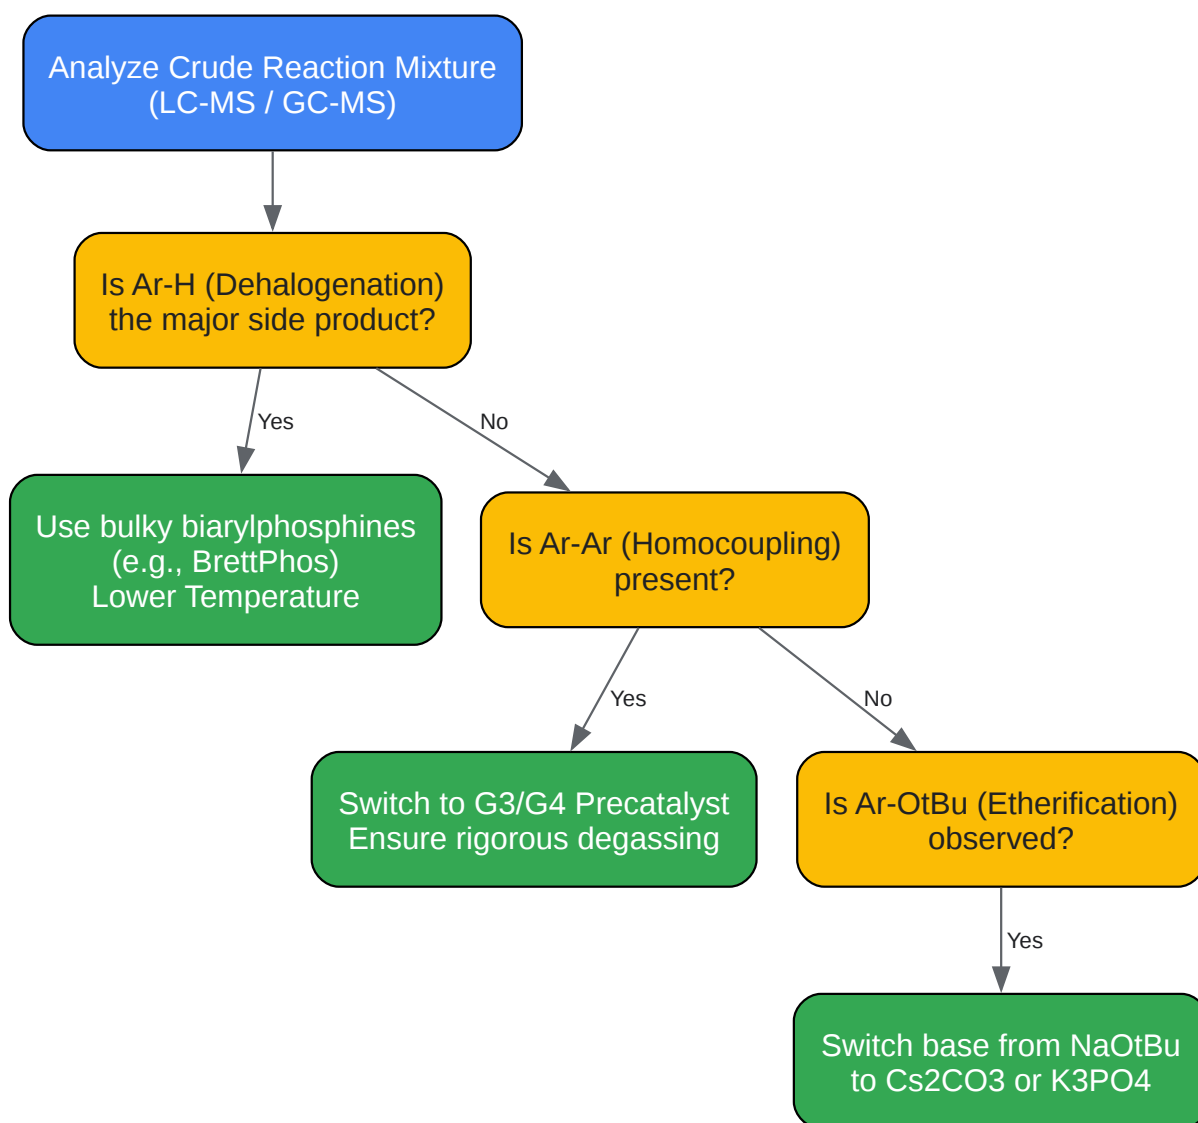 Analyze Crude Reaction Mixture
(LC-MS / GC-MS)
Is Ar-H (Dehalogenation)
the major side product?
Yes
No
Use bulky biarylphosphines
(e.g., BrettPhos)
Lower Temperature
Is Ar-Ar (Homocoupling)
present?
Yes
No
Switch to G3/G4 Precatalyst
Ensure rigorous degassing
Is Ar-OtBu (Etherification)
observed?
Yes
Switch base from NaOtBu
to Cs2CO3 or K3PO4